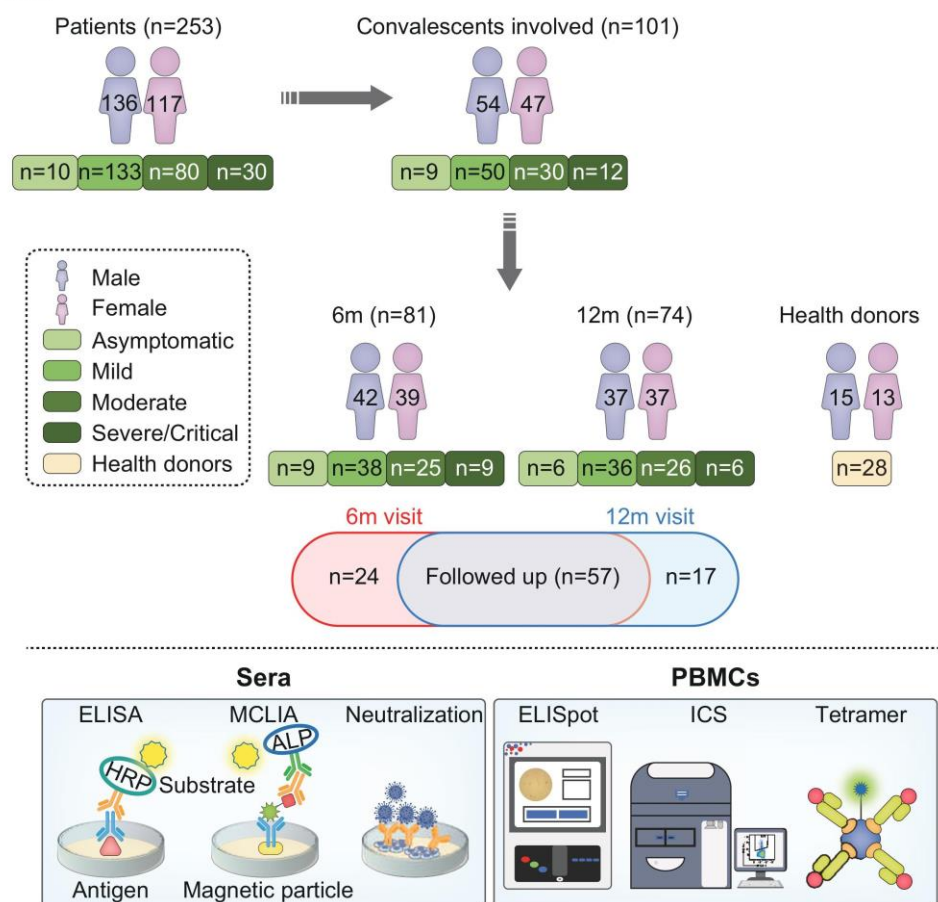 Patients (n=253)
Convalescents involved (n=101)
136 117
54 47
n=10 n=133 n=80 n=30
n=9 n=50 n=30 n=12
Male
Female
Asymptomatic
Mild
Moderate
Severe/Critical
Health donors
6m (n=81)
12m (n=74)
Health donors
42 39
37 37
15 13
n=9 n=38 n=25 n=9
n=6 n=36 n=26 n=6
n=28
6m visit
12m visit
n=24
Followed up (n=57)
n=17
Sera
PBMCs
ELISA
MCLIA
Neutralization
ELISpot
ICS
Tetramer
HRP
Substrate
ALP
Antigen
Magnetic particle